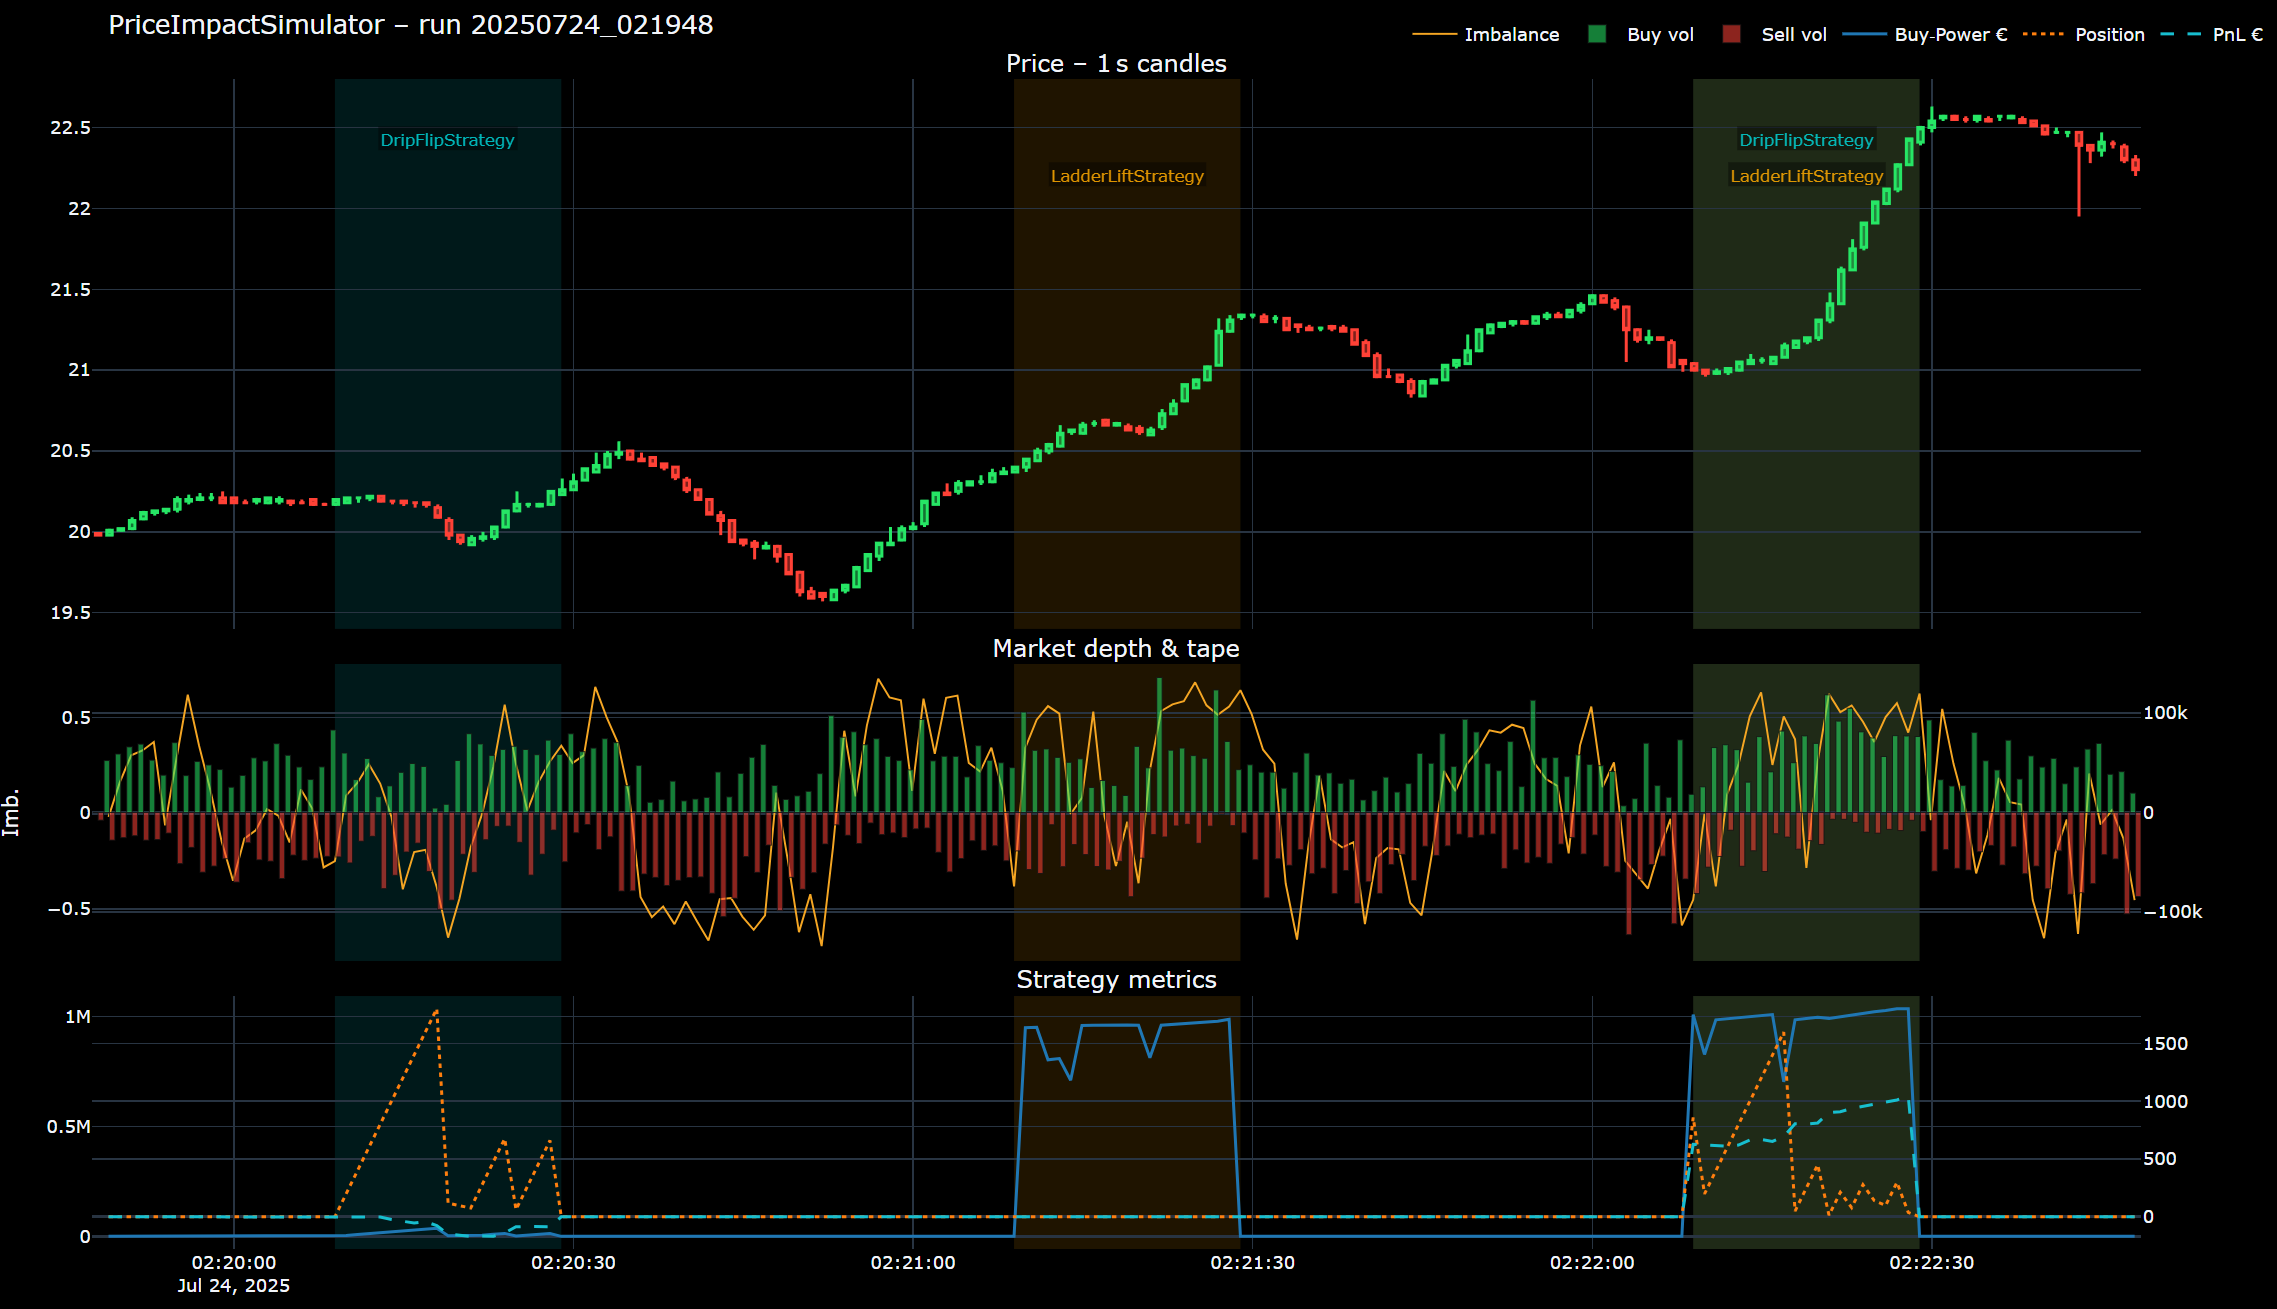 PriceImpactSimulator – run 20250724_021948
Imbalance Buy vol Sell vol Buy-Power € Position PnL €
Price – 1 s candles
22.5
22
21.5
21
20.5
20
19.5
DripFlipStrategy
LadderLiftStrategy
DripFlipStrategy
LadderLiftStrategy
Market depth & tape
Imb.
0.5
0
−0.5
100k
0
−100k
Strategy metrics
1M
0.5M
0
1500
1000
500
0
02:20:00 02:20:30 02:21:00 02:21:30 02:22:00 02:22:30
Jul 24, 2025